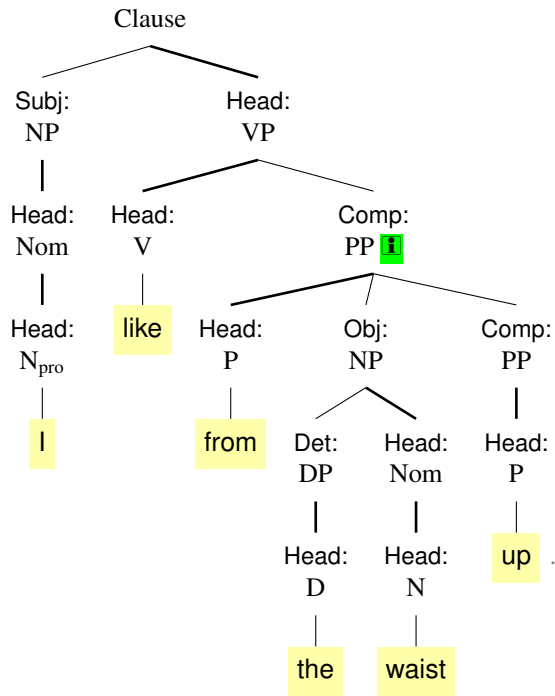 Clause
Subj: Head:
NP VP
Head: Head: Comp:
Nom V PP i
Head: like Head: Obj: Comp:
Npro P NP PP
I from Det: Head: Head:
DP Nom P
Head: Head: up .
D N
the waist